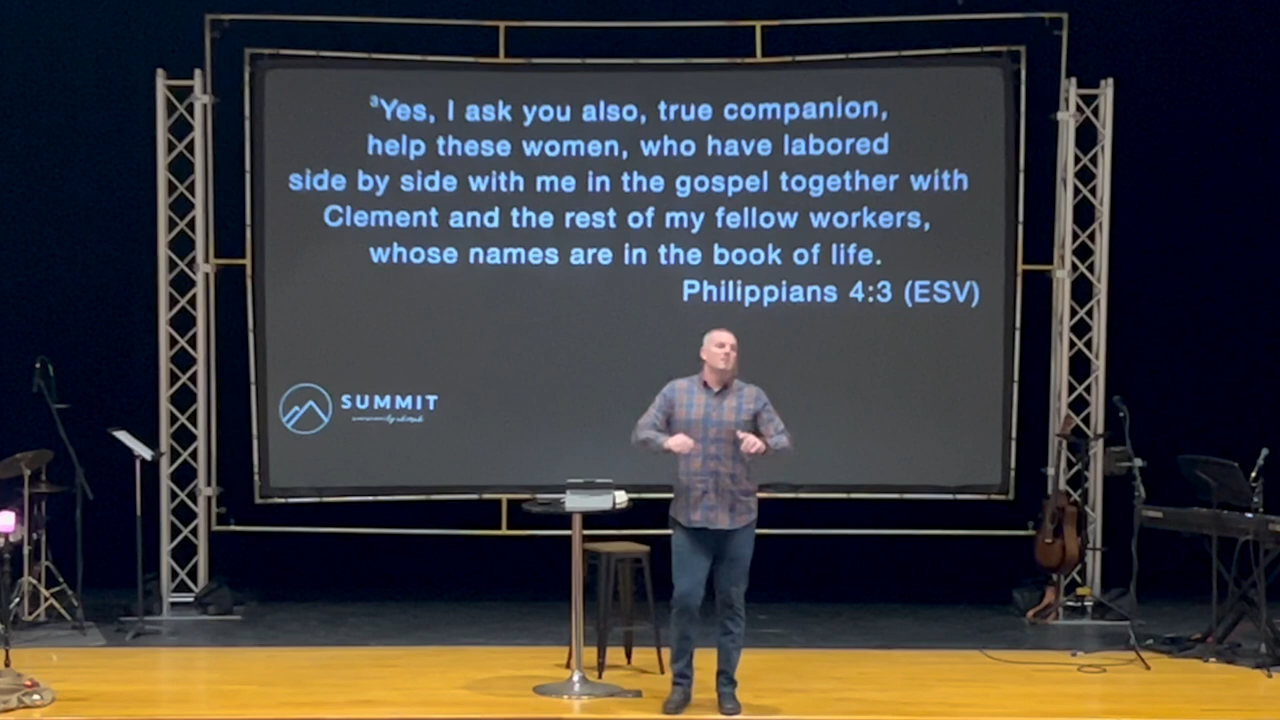 ³Yes, I ask you also, true companion,
help these women, who have labored
side by side with me in the gospel together with
Clement and the rest of my fellow workers,
whose names are in the book of life.
Philippians 4:3 (ESV)
SUMMIT